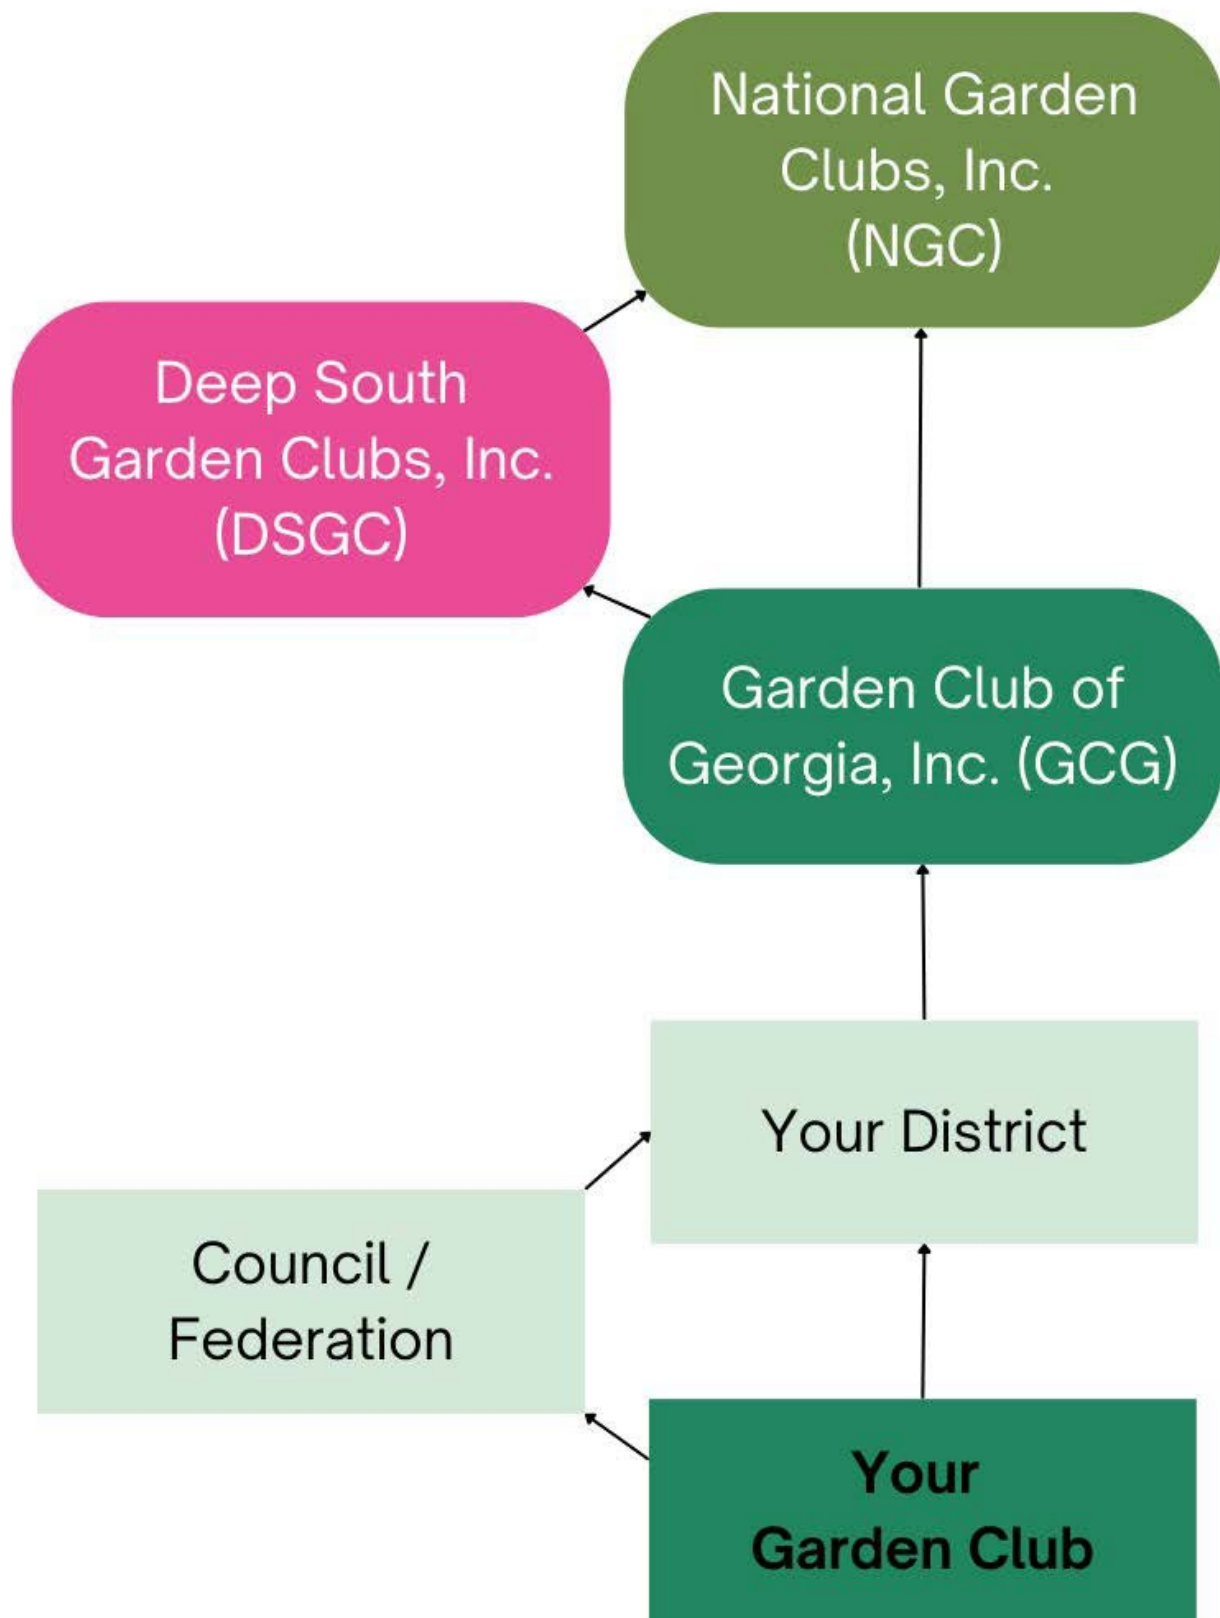 National Garden
Clubs, Inc.
(NGC)
Deep South
Garden Clubs, Inc.
(DSGC)
Garden Club of
Georgia, Inc. (GCG)
Your District
Council /
Federation
Your
Garden Club